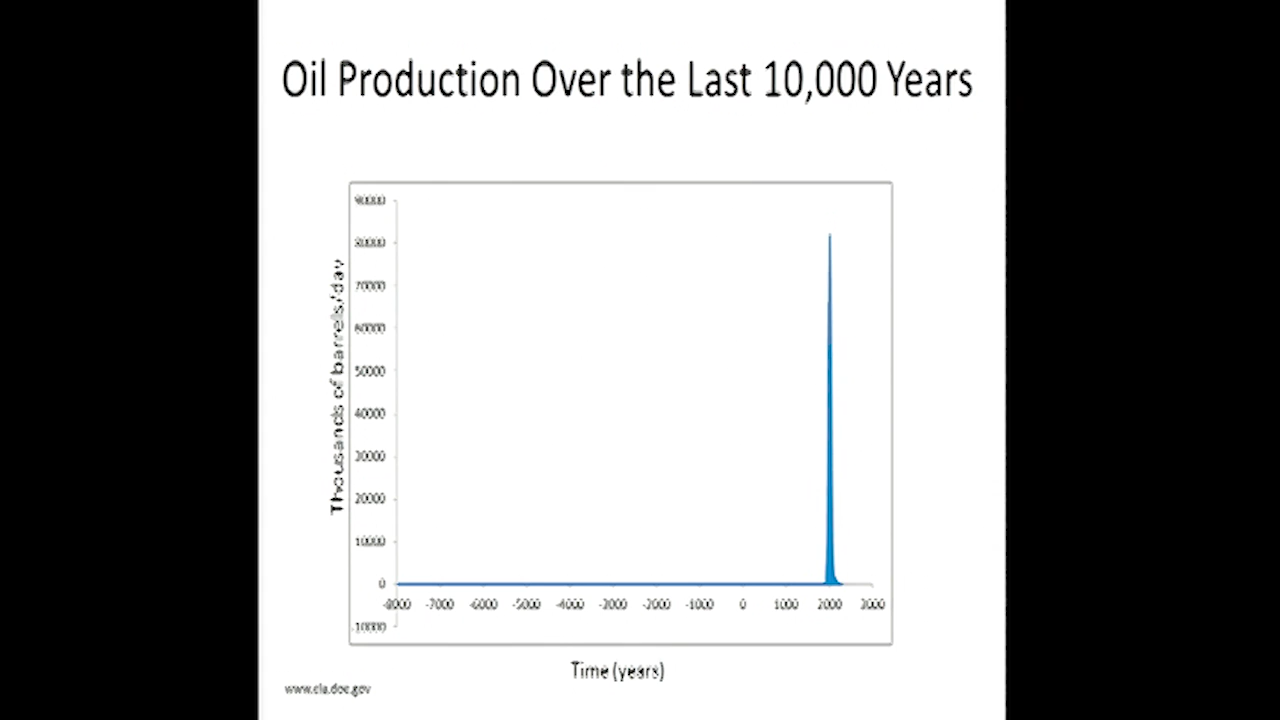 Oil Production Over the Last 10,000 Years
Thousands of barrels/day
90000
80000
70000
60000
50000
40000
30000
20000
10000
0
-8000 -7000 -6000 -5000 -4000 -3000 -2000 -1000 0 1000 2000 3000
-10000
Time (years)
www.eia.doe.gov